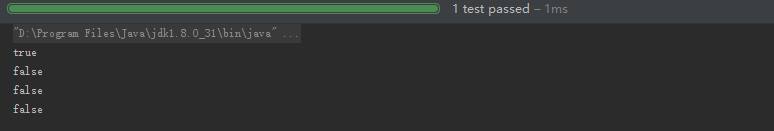 1 test passed – 1ms
"D:\Program Files\Java\jdk1.8.0_31\bin\java" ...
true
false
false
false